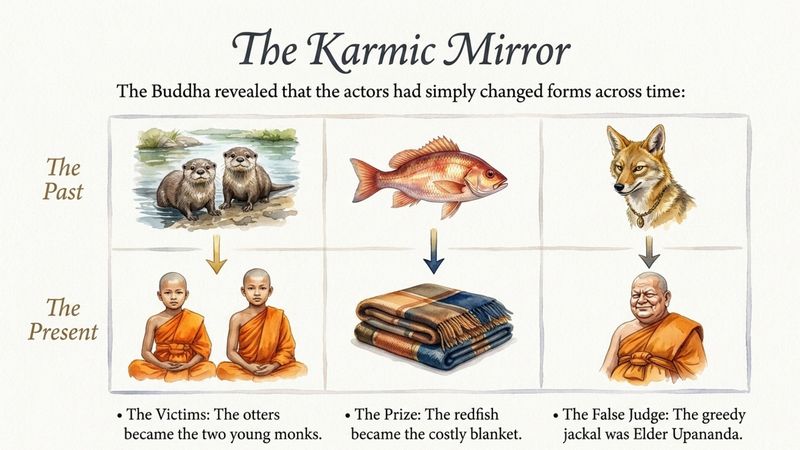 The Karmic Mirror
The Buddha revealed that the actors had simply changed forms across time:
The
Past
The
Present
• The Victims: The otters
became the two young monks.
• The Prize: The redfish
became the costly blanket.
• The False Judge: The greedy
jackal was Elder Upananda.